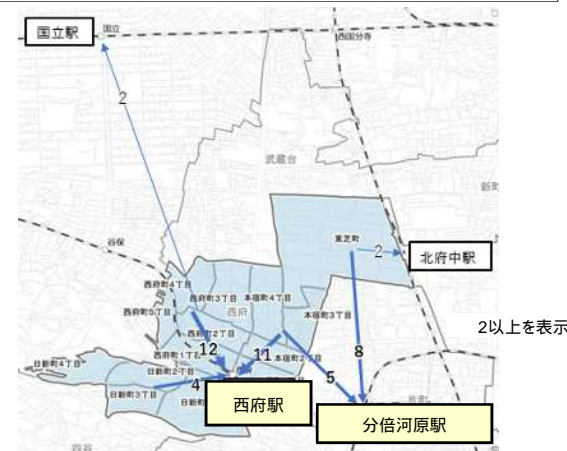 国立駅
国立
西国分寺
2
武蔵台
新町
東芝町
2
北府中駅
谷保
西府町4丁目
西府町3丁目
本宿町4丁目
西府町5丁目
西府
本宿町3丁目
2以上を表示
西府町2丁目
西府町1丁目
12
11
本宿町2丁目
8
日新町4丁目
日新町2丁目
4
5
日新町3丁目
日新町
西府駅
分倍河原駅
四谷